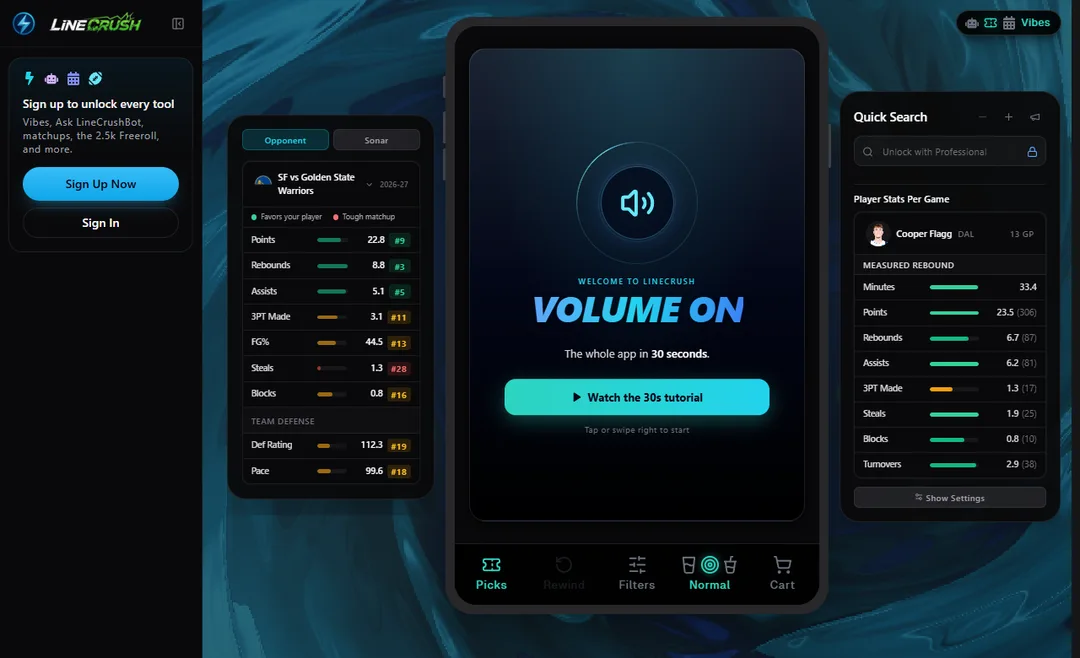 LINECRUSH
Sign up to unlock every tool
Vibes, Ask LineCrushBot,
matchups, the 2.5k Freeroll,
and more.
Sign Up Now
Sign In
Opponent
Sonar
SF vs Golden State
Warriors
2026-27
Favors your player
Tough matchup
Points 22.8 #9
Rebounds 8.8 #3
Assists 5.1 #5
3PT Made 3.1 #11
FG% 44.5 #13
Steals 1.3 #28
Blocks 0.8 #16
TEAM DEFENSE
Def Rating 112.3 #19
Pace 99.6 #18
WELCOME TO LINECRUSH
VOLUME ON
The whole app in 30 seconds.
Watch the 30s tutorial
Tap or swipe right to start
Picks
Rewind
Filters
Normal
Cart
Vibes
Quick Search
Unlock with Professional
Player Stats Per Game
Cooper Flagg DAL 13 GP
MEASURED REBOUND
Minutes 33.4
Points 23.5 (306)
Rebounds 6.7 (87)
Assists 6.2 (81)
3PT Made 1.3 (17)
Steals 1.9 (25)
Blocks 0.8 (10)
Turnovers 2.9 (38)
Show Settings